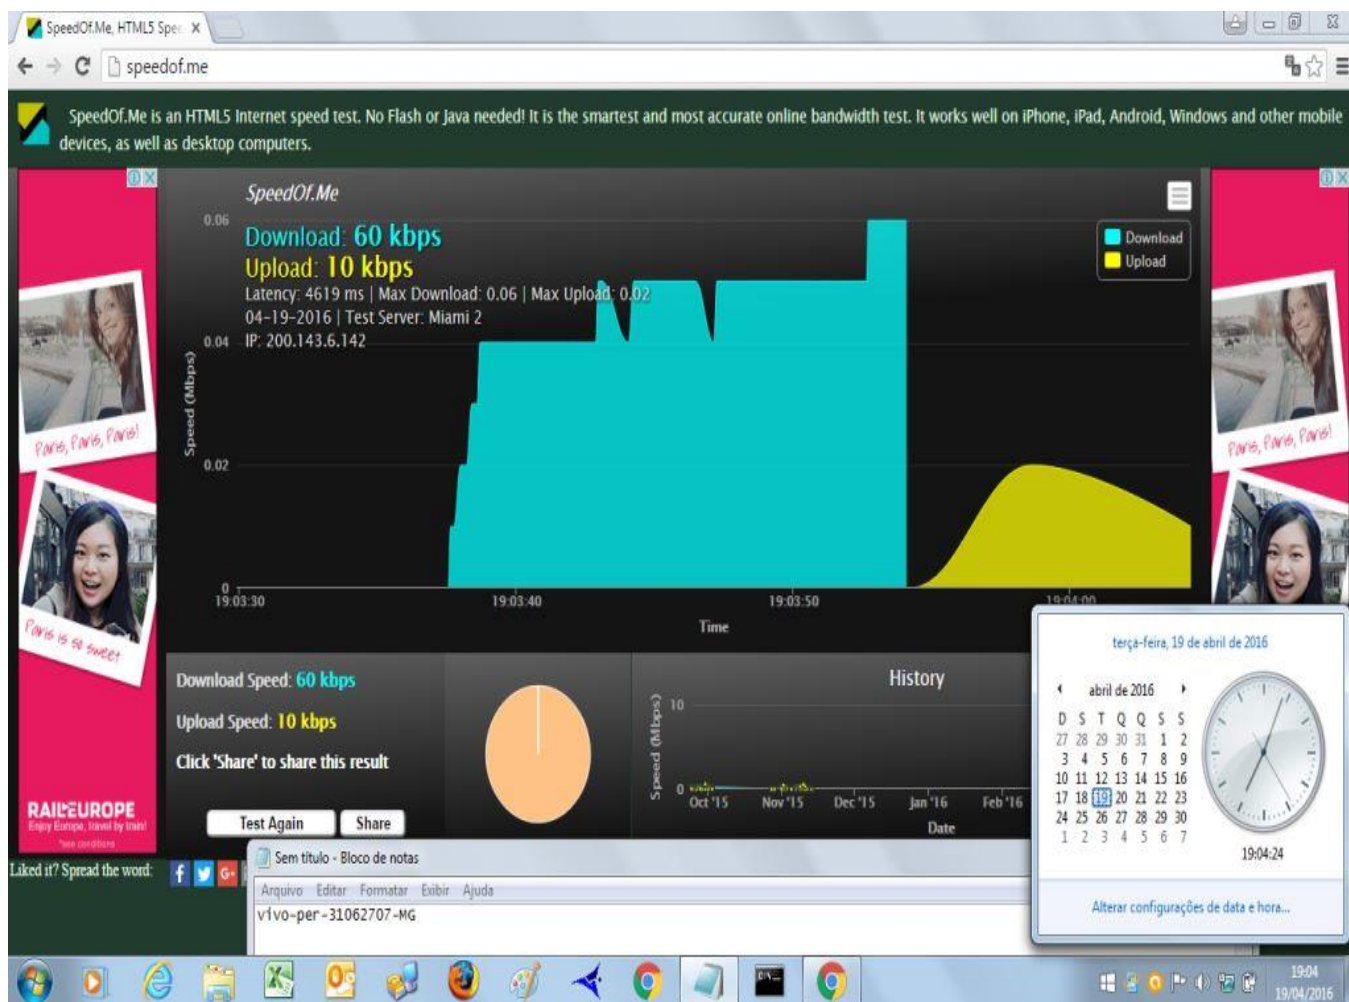 SpeedOf.Me, HTML5 Spe
speedof.me
SpeedOf.Me is an HTML5 Internet speed test. No Flash or Java needed! It is the smartest and most accurate online bandwidth test. It works well on iPhone, iPad, Android, Windows and other mobile
devices, as well as desktop computers.
SpeedOf.Me
0.06
Download: 60 kbps
Upload: 10 kbps
Latency: 4619 ms | Max Download: 0.06 | Max Upload: 0.02
04-19-2016 | Test Server: Miami 2
IP: 200.143.6.142
Download
Upload
0.04
0.02
0
Speed (Mbps)
19:03:30
19:03:40
19:03:50
19:04:00
Time
Paris, Paris, Paris!
Paris is so sweet
RAILEUROPE
Enjoy Europe, travel by train!
*see conditions
Paris, Paris, Paris!
Download Speed: 60 kbps
Upload Speed: 10 kbps
Click 'Share' to share this result
Test Again
Share
History
Speed (Mbps)
10
0
Oct '15
Nov '15
Dec '15
Jan '16
Feb '16
Date
terça-feira, 19 de abril de 2016
abril de 2016
D S T Q Q S S
27 28 29 30 31 1 2
3 4 5 6 7 8 9
10 11 12 13 14 15 16
17 18 19 20 21 22 23
24 25 26 27 28 29 30
1 2 3 4 5 6 7
19:04:24
Alterar configurações de data e hora...
Liked it? Spread the word:
Sem título - Bloco de notas
Arquivo Editar Formatar Exibir Ajuda
vivo-per-31062707-MG
19:04
19/04/2016